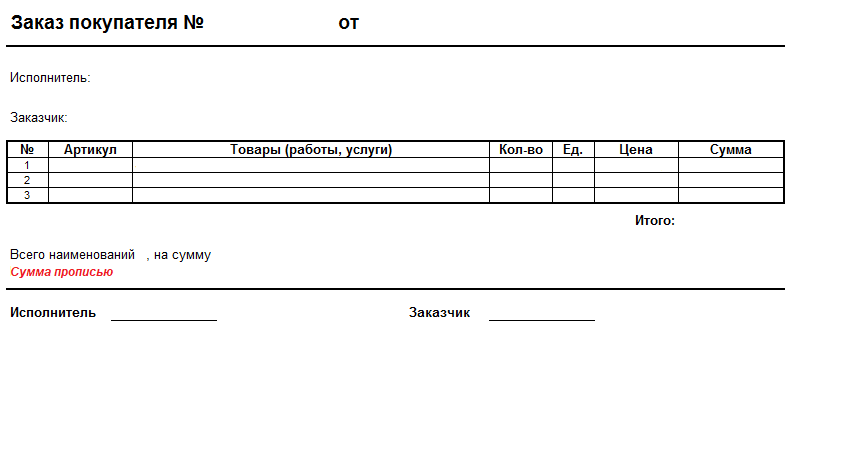 Заказ покупателя № от
Исполнитель:
Заказчик:
№ Артикул Товары (работы, услуги) Кол-во Ед. Цена Сумма
1
2
3
Итого:
Всего наименований , на сумму
Сумма прописью
Исполнитель Заказчик